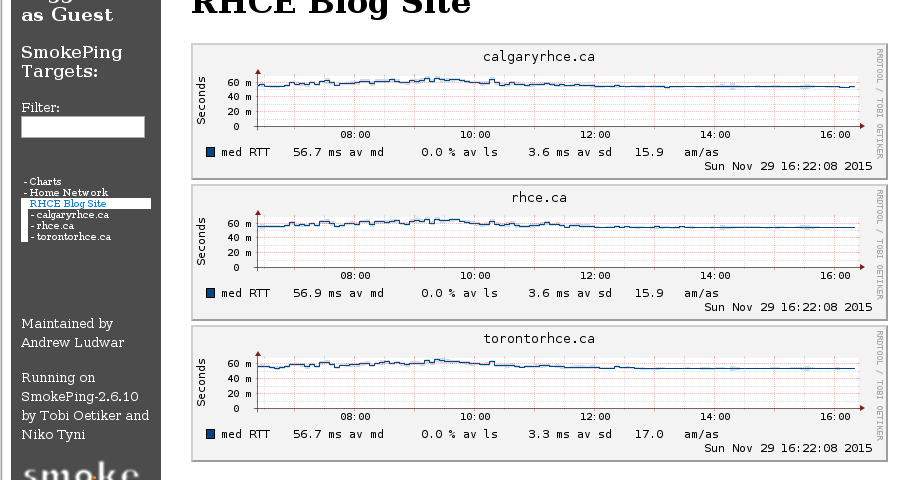 as Guest
SmokePing
Targets:
Filter:
- Charts
- Home Network
RHCE Blog Site
- calgaryrhce.ca
- rhce.ca
- torontorhce.ca
Maintained by
Andrew Ludwar
Running on
SmokePing-2.6.10
by Tobi Oetiker and
Niko Tyni
smoke
RHCE Blog Site
calgaryrhce.ca
Seconds
60 m
40 m
20 m
0
08:00 10:00 12:00 14:00 16:00
med RTT 56.7 ms av md 0.0 % av ls 3.6 ms av sd 15.9 am/as
Sun Nov 29 16:22:08 2015
RRDTOOL / TOBI OETIKER
rhce.ca
Seconds
60 m
40 m
20 m
0
08:00 10:00 12:00 14:00 16:00
med RTT 56.9 ms av md 0.0 % av ls 3.6 ms av sd 15.9 am/as
Sun Nov 29 16:22:08 2015
RRDTOOL / TOBI OETIKER
torontorhce.ca
Seconds
60 m
40 m
20 m
0
08:00 10:00 12:00 14:00 16:00
med RTT 56.7 ms av md 0.0 % av ls 3.3 ms av sd 17.0 am/as
Sun Nov 29 16:22:08 2015
RRDTOOL / TOBI OETIKER